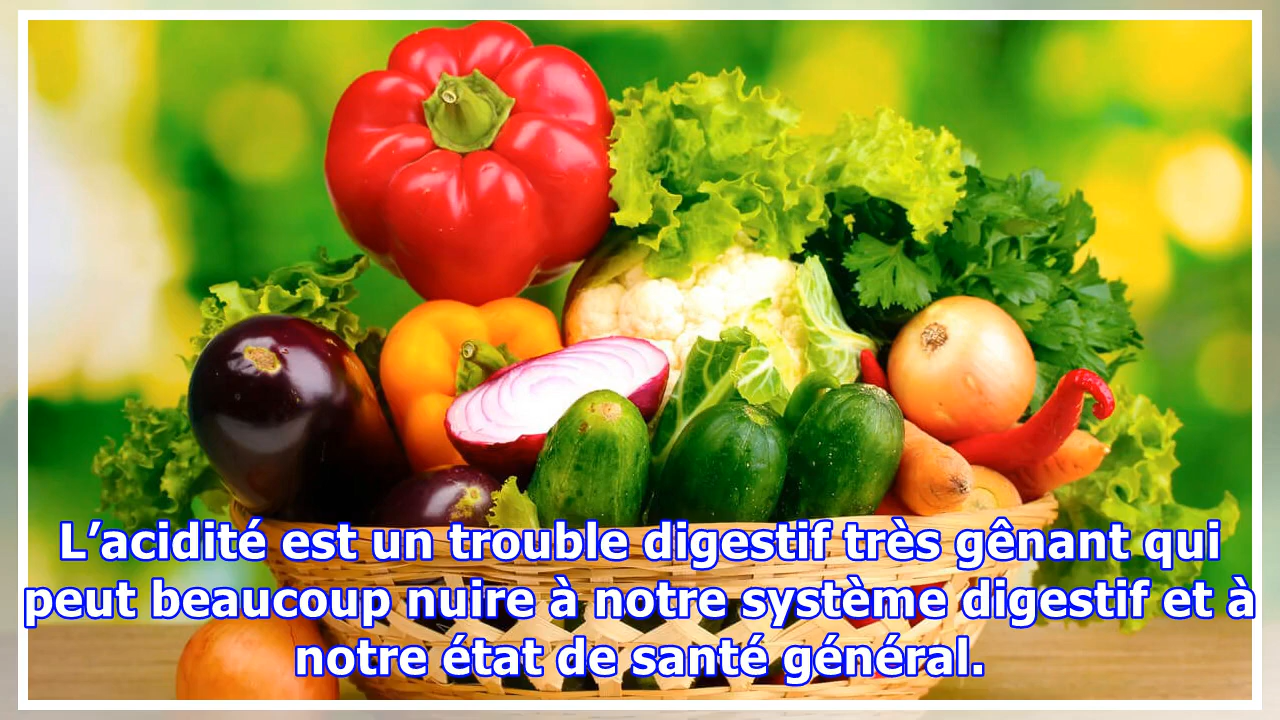 L’acidité est un trouble digestif très gênant qui
peut beaucoup nuire à notre système digestif et à
notre état de santé général.